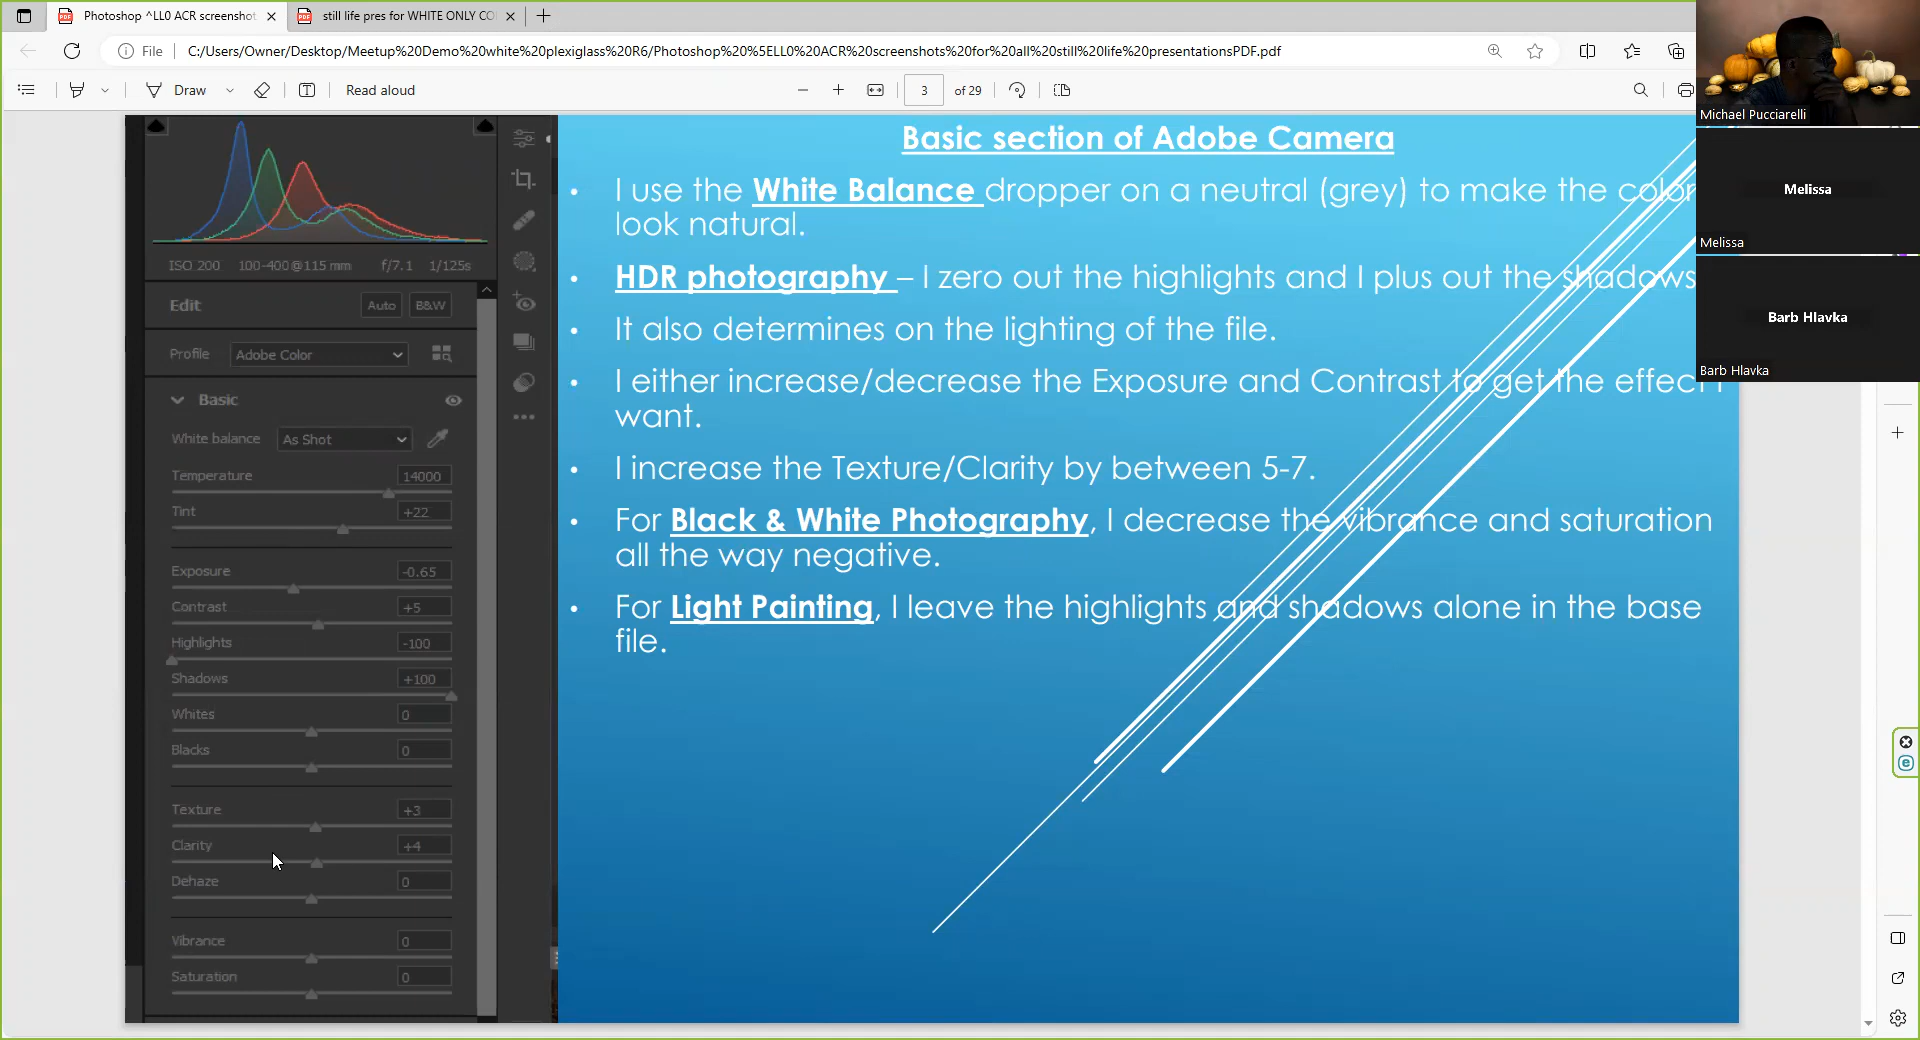 Photoshop ^LL0 ACR screenshot
still life pres for WHITE ONLY CO
File
C:/Users/Owner/Desktop/Meetup%20Demo%20white%20plexiglass%20R6/Photoshop%20%5ELL0%20ACR%20screenshots%20for%20all%20still%20life%20presentationsPDF.pdf
Draw
Read aloud
3 of 29
Michael Pucciarelli
Melissa
Melissa
Barb Hlavka
Barb Hlavka
ISO 200 100-400@115 mm f/7.1 1/125s
Edit Auto B&W
Profile Adobe Color
Basic
White balance As Shot
Temperature 14000
Tint +22
Exposure -0.65
Contrast +5
Highlights -100
Shadows +100
Whites 0
Blacks 0
Texture +3
Clarity +4
Dehaze 0
Vibrance 0
Saturation 0
Basic section of Adobe Camera
• I use the White Balance dropper on a neutral (grey) to make the color
look natural.
• HDR photography – I zero out the highlights and I plus out the shadows
• It also determines on the lighting of the file.
• I either increase/decrease the Exposure and Contrast to get the effect I
want.
• I increase the Texture/Clarity by between 5-7.
• For Black & White Photography, I decrease the vibrance and saturation
all the way negative.
• For Light Painting, I leave the highlights and shadows alone in the base
file.